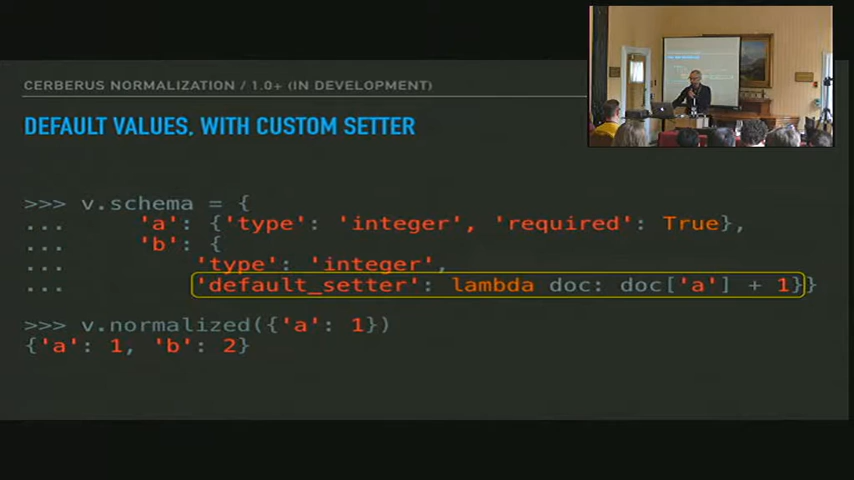 CERBERUS NORMALIZATION / 1.0+ (IN DEVELOPMENT)
DEFAULT VALUES, WITH CUSTOM SETTER
>>> v.schema = {
... 'a': {'type': 'integer', 'required': True},
... 'b': {
... 'type': 'integer',
... 'default_setter': lambda doc: doc['a'] + 1}}
>>> v.normalized({'a': 1})
{'a': 1, 'b': 2}